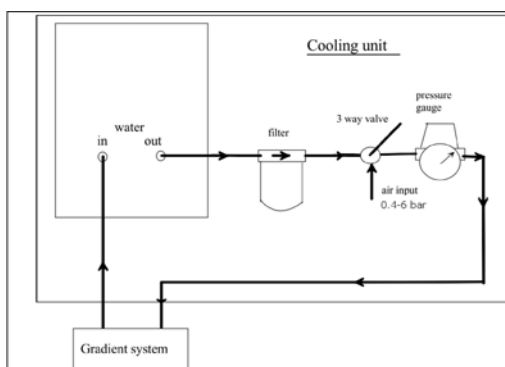 Cooling unit
pressure
gauge
3 way valve
filter
water
in
out
air input
0.4-6 bar
Gradient system